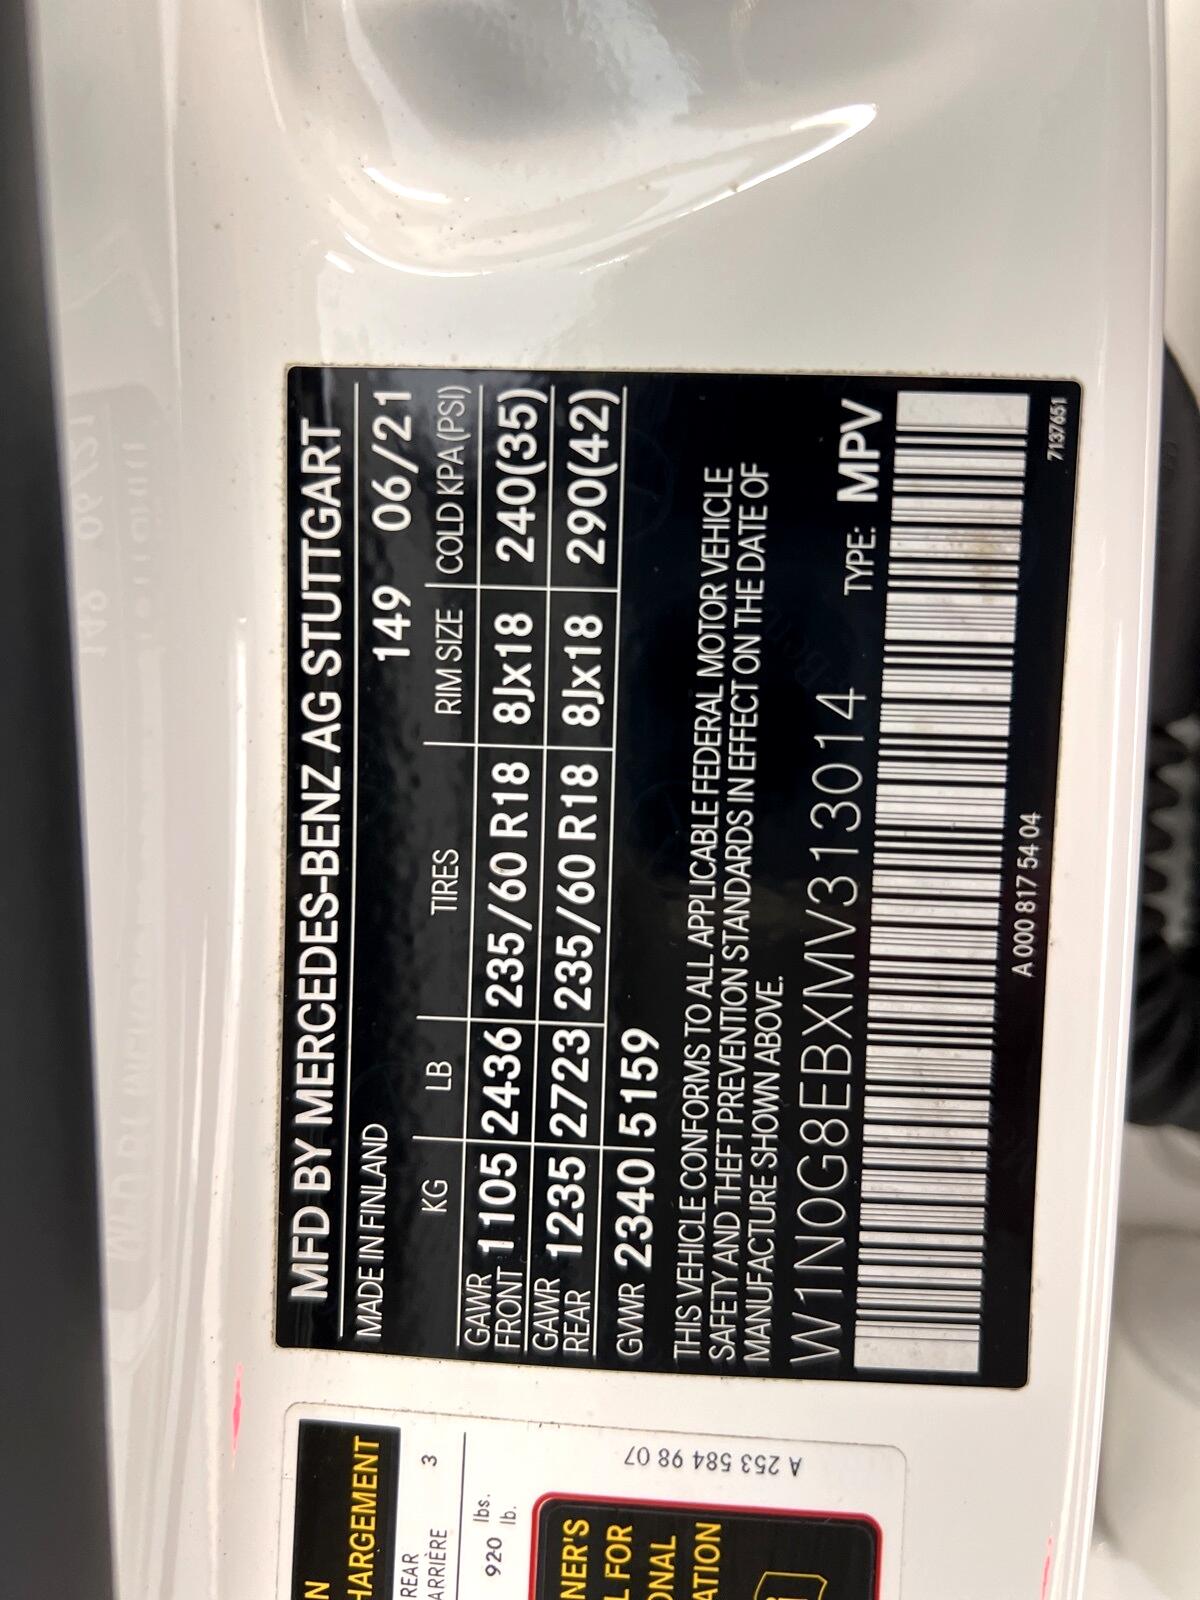 MFD BY MERCEDES-BENZ AG STUTTGART
MADE IN FINLAND 149 06/21
KG LB TIRES RIM SIZE COLD KPA(PSI)
GAWR FRONT 1105 2436 235/60 R18 8Jx18 240(35)
GAWR REAR 1235 2723 235/60 R18 8Jx18 290(42)
GVWR 2340 5159
THIS VEHICLE CONFORMS TO ALL APPLICABLE FEDERAL MOTOR VEHICLE
SAFETY AND THEFT PREVENTION STANDARDS IN EFFECT ON THE DATE OF
MANUFACTURE SHOWN ABOVE.
W1N0G8EBXMV313014 TYPE: MPV
A 000 817 54 04
7137651
REAR
ARRIÈRE 3
920 lbs.
lb.
A 253 584 98 07